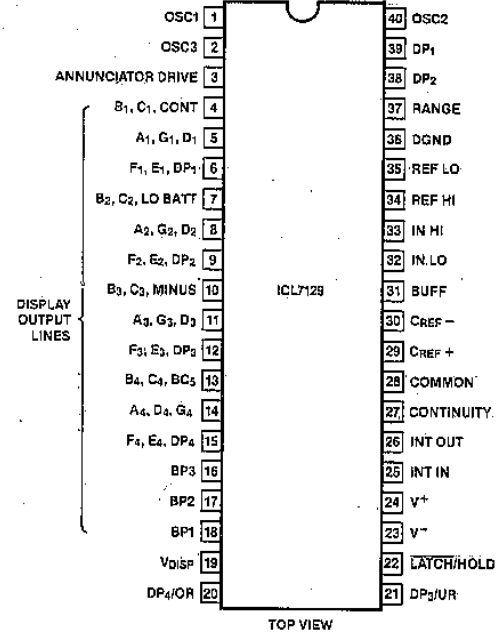 OSC1 1
OSC3 2
ANNUNCIATOR DRIVE 3
B1, C1, CONT 4
A1, G1, D1 5
F1, E1, DP1 6
B2, C2, LO BATT 7
A2, G2, D2 8
F2, E2, DP2 9
B3, C3, MINUS 10
A3, G3, D3 11
F3, E3, DP3 12
B4, C4, BC5 13
A4, D4, G4 14
F4, E4, DP4 15
BP3 16
BP2 17
BP1 18
VDISP 19
DP4/OR 20
DISPLAY
OUTPUT
LINES
ICL7129
40 OSC2
39 DP1
38 DP2
37 RANGE
36 DGND
35 REF LO
34 REF HI
33 IN HI
32 IN LO
31 BUFF
30 CREF −
29 CREF +
28 COMMON
27 CONTINUITY
26 INT OUT
25 INT IN
24 V+
23 V−
22 LATCH/HOLD
21 DP3/UR
TOP VIEW